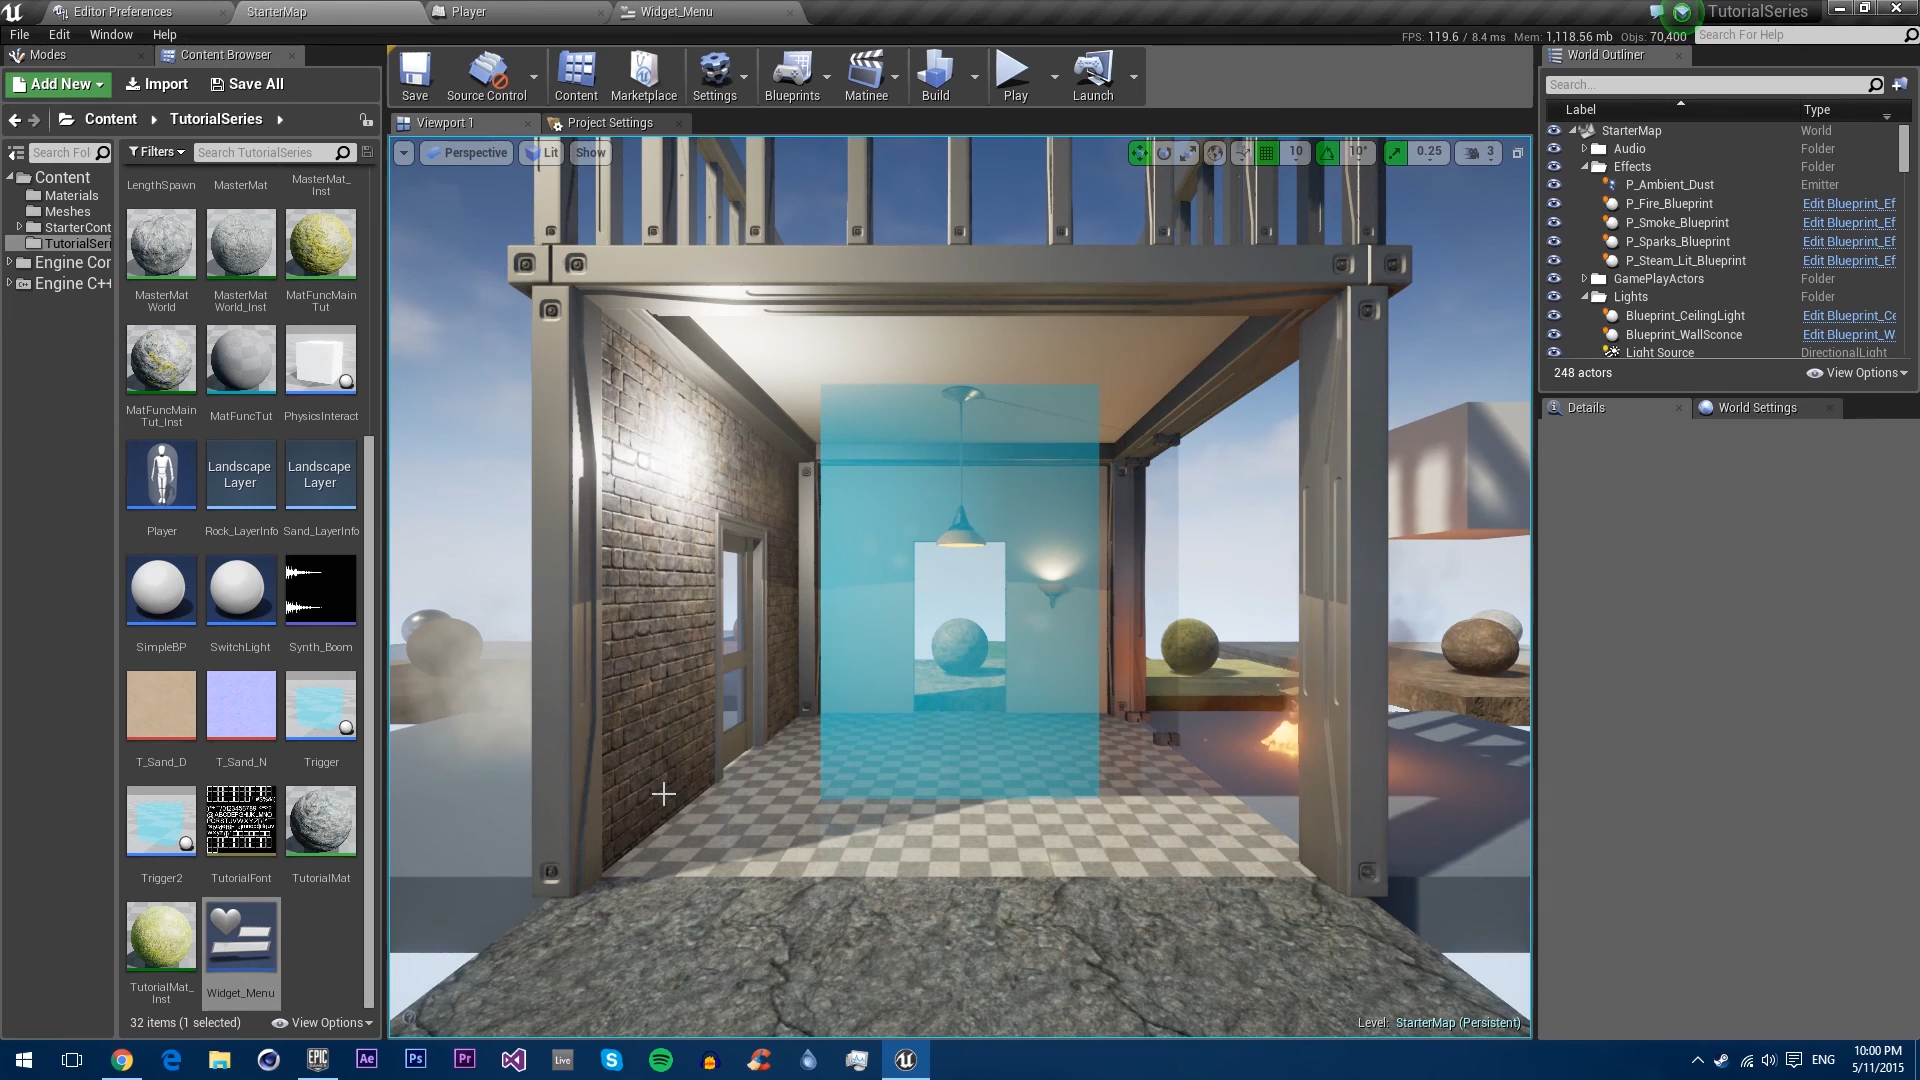 Editor Preferences
StarterMap
Player
Widget_Menu
TutorialSeries
File
Edit
Window
Help
FPS: 119.6 / 8.4 ms
Mem: 1,118.56 mb
Objs: 70,400
Search For Help
Modes
Content Browser
Add New
Import
Save All
Content
TutorialSeries
Search Fol
Filters
Search TutorialSeries
Content
Materials
Meshes
StarterCont
TutorialSeri
Engine Cor
Engine C++
LengthSpawn
MasterMat
MasterMat_
Inst
MasterMat
World
MasterMat
World_Inst
MatFuncMain
Tut
MatFuncMain
Tut_Inst
MatFuncTut
PhysicsInteract
Landscape
Layer
Landscape
Layer
Player
Rock_LayerInfo
Sand_LayerInfo
SimpleBP
SwitchLight
Synth_Boom
T_Sand_D
T_Sand_N
Trigger
Trigger2
TutorialFont
TutorialMat
TutorialMat_
Inst
Widget_Menu
32 items (1 selected)
View Options
Save
Source Control
Content
Marketplace
Settings
Blueprints
Matinee
Build
Play
Launch
Viewport 1
Project Settings
Perspective
Lit
Show
10
10°
0.25
3
Level: StarterMap (Persistent)
World Outliner
Search...
Label
Type
StarterMap
World
Audio
Folder
Effects
Folder
P_Ambient_Dust
Emitter
P_Fire_Blueprint
Edit Blueprint_Ef
P_Smoke_Blueprint
Edit Blueprint_Ef
P_Sparks_Blueprint
Edit Blueprint_Ef
P_Steam_Lit_Blueprint
Edit Blueprint_Ef
GamePlayActors
Folder
Lights
Folder
Blueprint_CeilingLight
Edit Blueprint_Ce
Blueprint_WallSconce
Edit Blueprint_W
Light Source
DirectionalLight
248 actors
View Options
Details
World Settings
EPIC
GAMES
Ae
Ps
Pr
Live
ENG
10:00 PM
5/11/2015